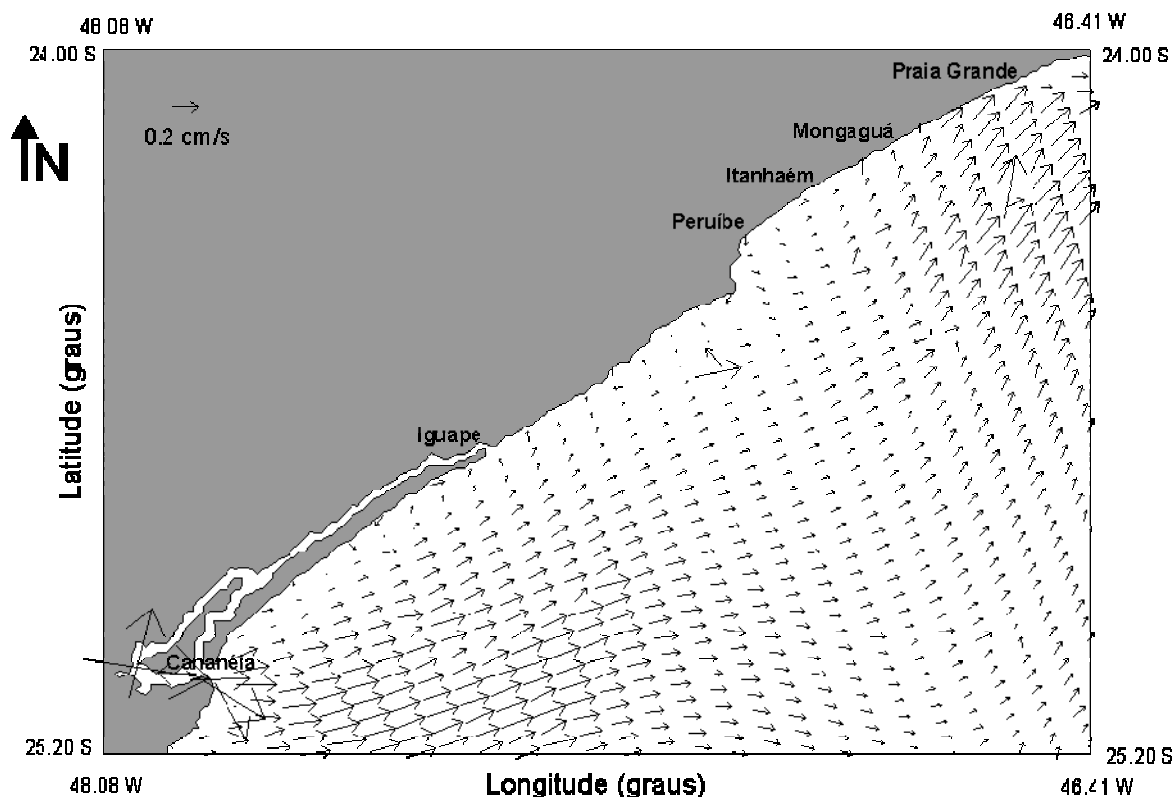 48.08 W
46.41 W
24.00 S
24.00 S
Praia Grande
0.2 cm/s
Mongaguá
N
Itanhaém
Peruíbe
Latitude (graus)
Iguape
Cananéia
25.20 S
25.20 S
48.08 W
Longitude (graus)
46.41 W